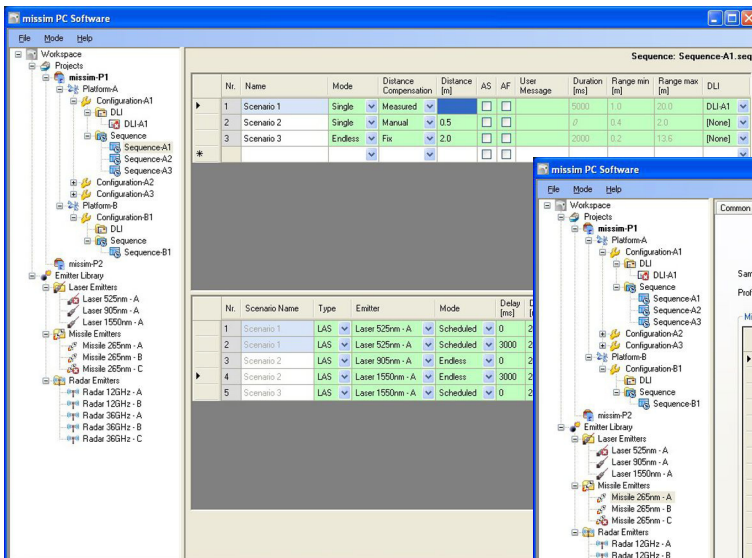 missim PC Software
File Mode Help
Workspace
Projects
missim-P1
Platform-A
Configuration-A1
DLI
DLI-A1
Sequence
Sequence-A1
Sequence-A2
Sequence-A3
Configuration-A2
Configuration-A3
Platform-B
Configuration-B1
DLI
Sequence
Sequence-B1
missim-P2
Emitter Library
Laser Emitters
Laser 525nm - A
Laser 905nm - A
Laser 1550nm - A
Missile Emitters
Missile 265nm - A
Missile 265nm - B
Missile 265nm - C
Radar Emitters
Radar 12GHz - A
Radar 12GHz - B
Radar 36GHz - A
Radar 36GHz - B
Radar 36GHz - C
Sequence: Sequence-A1.seq
Nr. Name Mode Distance Compensation Distance [m] AS AF User Message Duration [ms] Range min [m] Range max [m] DLI
1 Scenario 1 Single Measured 5000 1.0 20.0 DLI-A1
2 Scenario 2 Single Manual 0.5 0 0.4 2.0 [None]
3 Scenario 3 Endless Fix 2.0 2000 0.2 13.6 [None]
Nr. Scenario Name Type Emitter Mode Delay [ms]
1 Scenario 1 LAS Laser 525nm - A Scheduled 0 2
2 Scenario 1 LAS Laser 525nm - A Scheduled 3000 2
3 Scenario 2 LAS Laser 905nm - A Endless 0 2
4 Scenario 2 LAS Laser 1550nm - A Endless 3000 2
5 Scenario 3 LAS Laser 1550nm - A Scheduled 0 2
missim PC Software
File Mode Help
Workspace
Projects
missim-P1
Platform-A
Configuration-A1
DLI
DLI-A1
Sequence
Sequence-A1
Sequence-A2
Sequence-A3
Configuration-A2
Configuration-A3
Platform-B
Configuration-B1
DLI
Sequence
Sequence-B1
missim-P2
Emitter Library
Laser Emitters
Laser 525nm - A
Laser 905nm - A
Laser 1550nm - A
Missile Emitters
Missile 265nm - A
Missile 265nm - B
Missile 265nm - C
Radar Emitters
Radar 12GHz - A
Radar 12GHz - B
Common
Sam
Prof
Mi